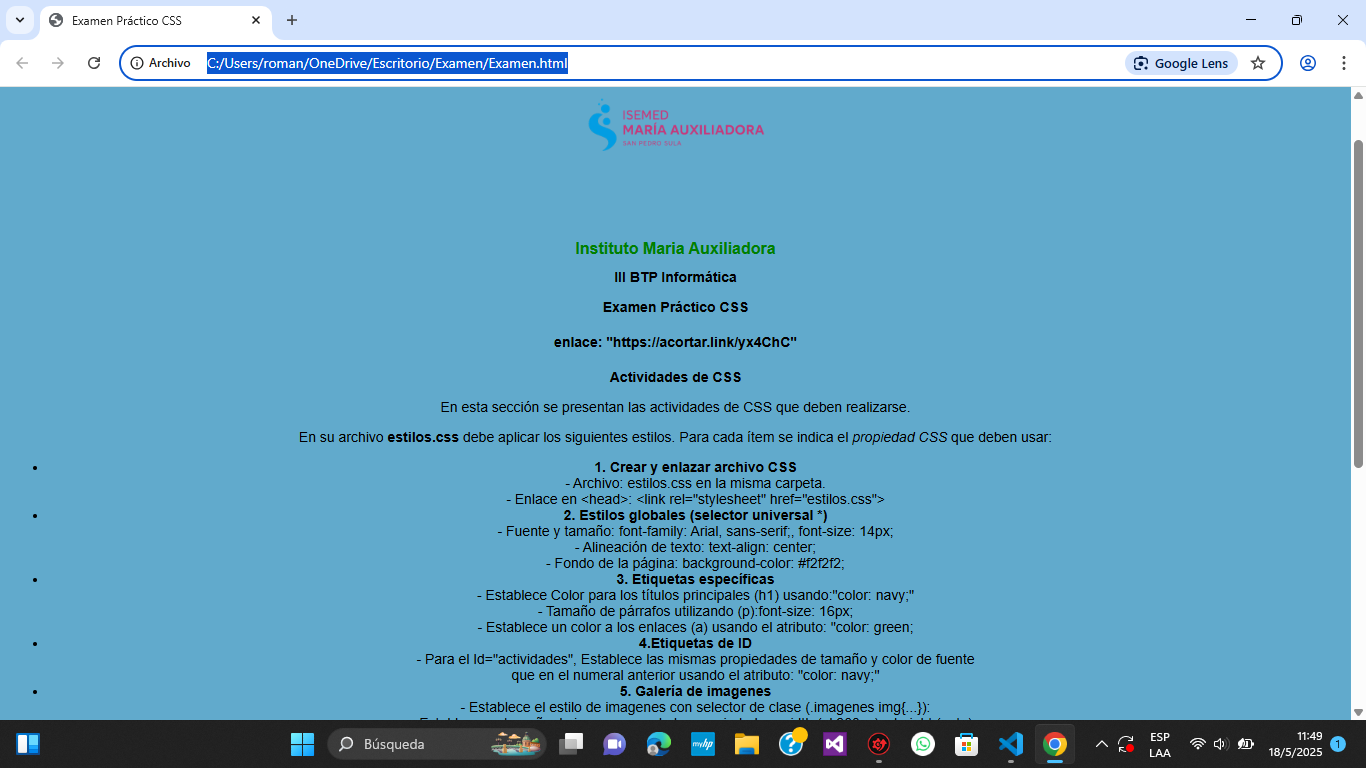 Examen Práctico CSS
Archivo
C:/Users/roman/OneDrive/Escritorio/Examen/Examen.html
Google Lens
ISEMED
MARÍA AUXILIADORA
SAN PEDRO SULA
Instituto Maria Auxiliadora
III BTP Informática
Examen Práctico CSS
enlace: "https://acortar.link/yx4ChC"
Actividades de CSS
En esta sección se presentan las actividades de CSS que deben realizarse.
En su archivo estilos.css debe aplicar los siguientes estilos. Para cada ítem se indica el propiedad CSS que deben usar:
1. Crear y enlazar archivo CSS
- Archivo: estilos.css en la misma carpeta.
- Enlace en <head>: <link rel="stylesheet" href="estilos.css">
2. Estilos globales (selector universal *)
- Fuente y tamaño: font-family: Arial, sans-serif;, font-size: 14px;
- Alineación de texto: text-align: center;
- Fondo de la página: background-color: #f2f2f2;
3. Etiquetas específicas
- Establece Color para los títulos principales (h1) usando:"color: navy;"
- Tamaño de párrafos utilizando (p):font-size: 16px;
- Establece un color a los enlaces (a) usando el atributo: "color: green;
4.Etiquetas de ID
- Para el Id="actividades", Establece las mismas propiedades de tamaño y color de fuente
que en el numeral anterior usando el atributo: "color: navy;"
5. Galería de imagenes
- Establece el estilo de imagenes con selector de clase (.imagenes img{...}):
Búsqueda
myhp
ESP
LAA
11:49
18/5/2025
1